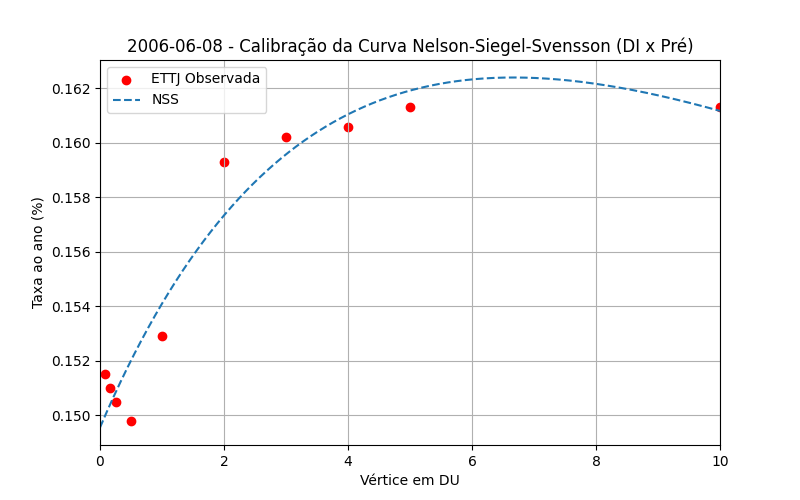 2006-06-08 - Calibração da Curva Nelson-Siegel-Svensson (DI x Pré)
ETTJ Observada
NSS
Taxa ao ano (%)
0.162
0.160
0.158
0.156
0.154
0.152
0.150
0 2 4 6 8 10
Vértice em DU